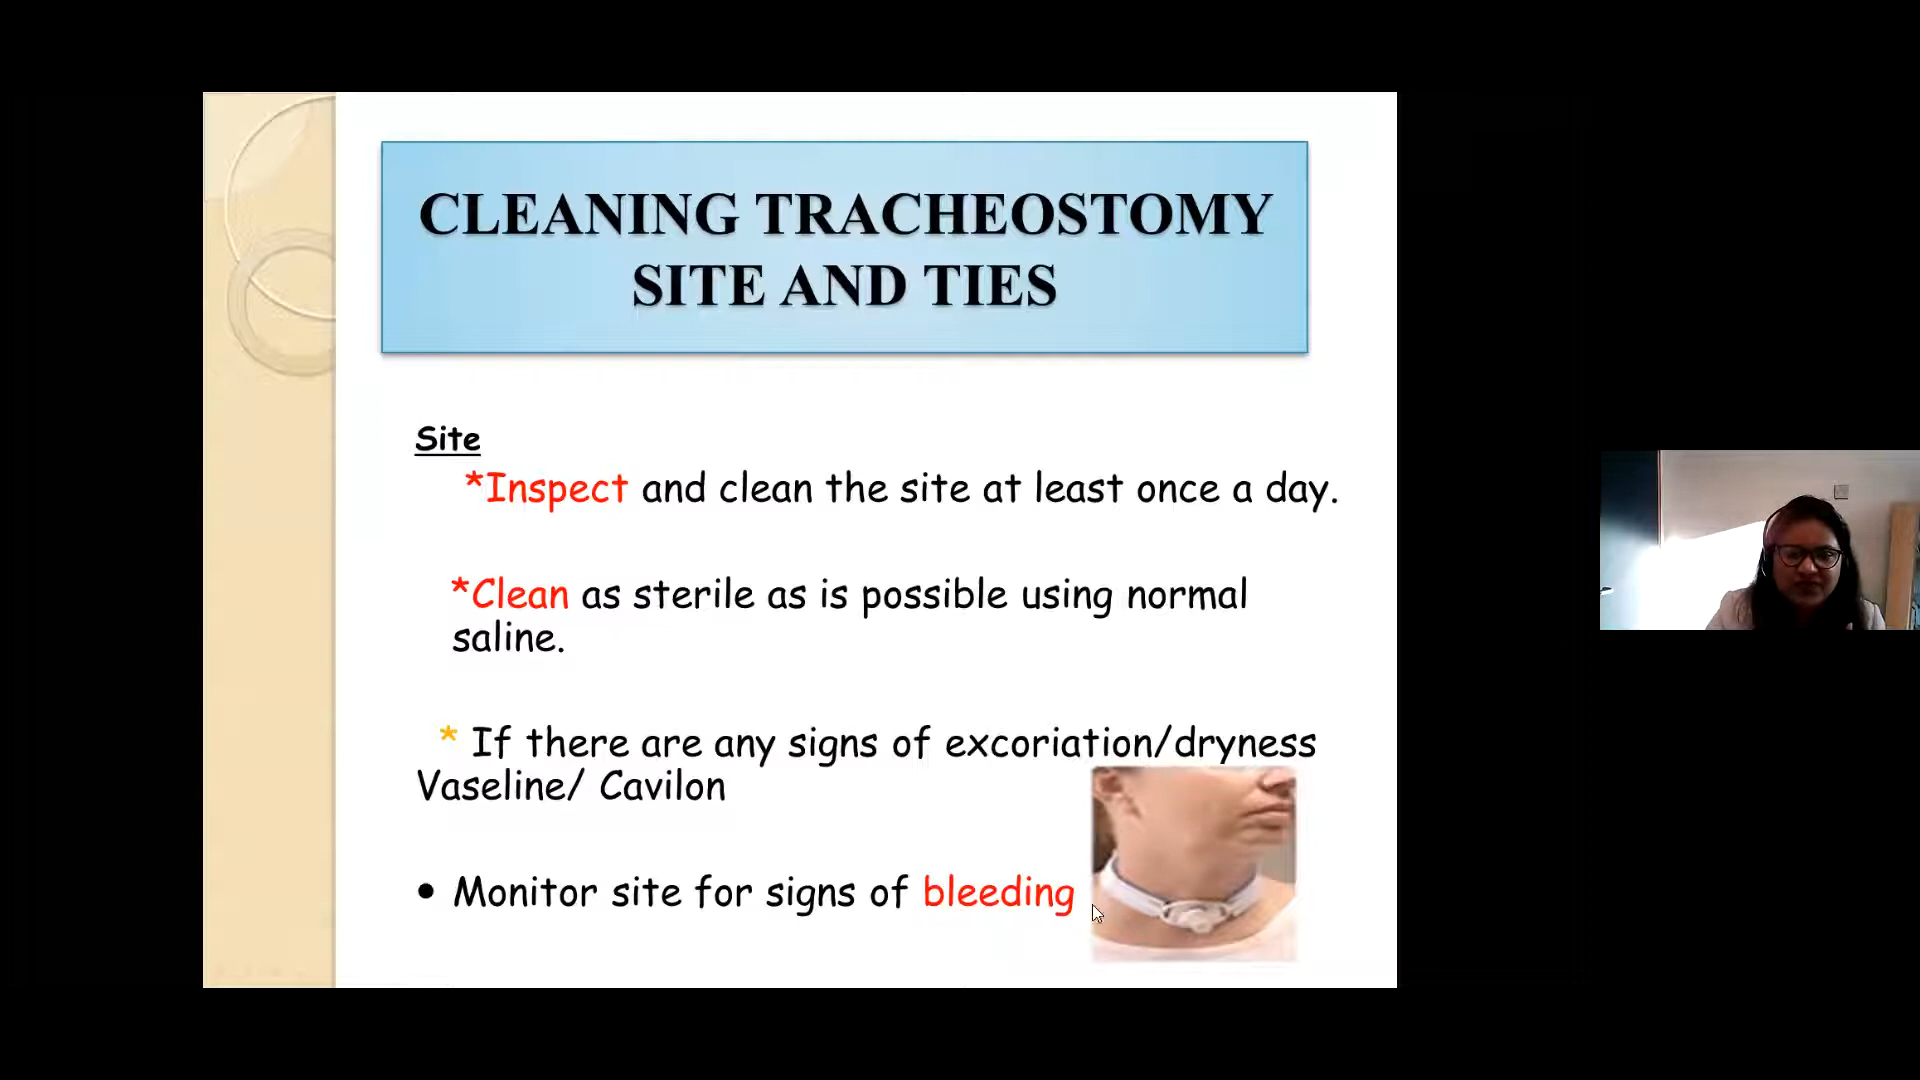 CLEANING TRACHEOSTOMY
SITE AND TIES
Site
*Inspect and clean the site at least once a day.
*Clean as sterile as is possible using normal
saline.
* If there are any signs of excoriation/dryness
Vaseline/ Cavilon
• Monitor site for signs of bleeding